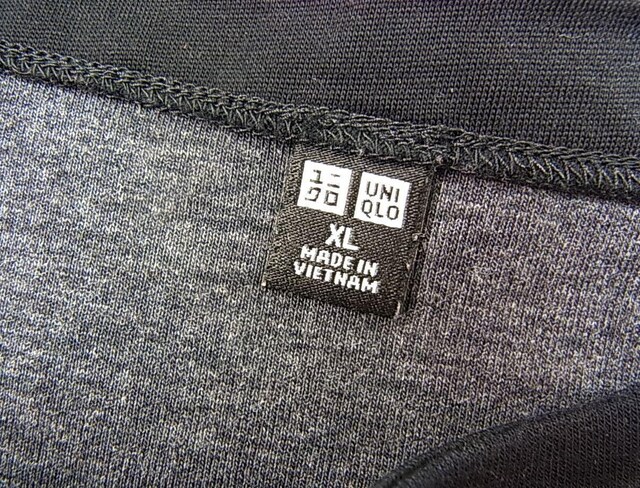 ユニ
クロ
UNI
QLO
XL
MADE IN
VIETNAM